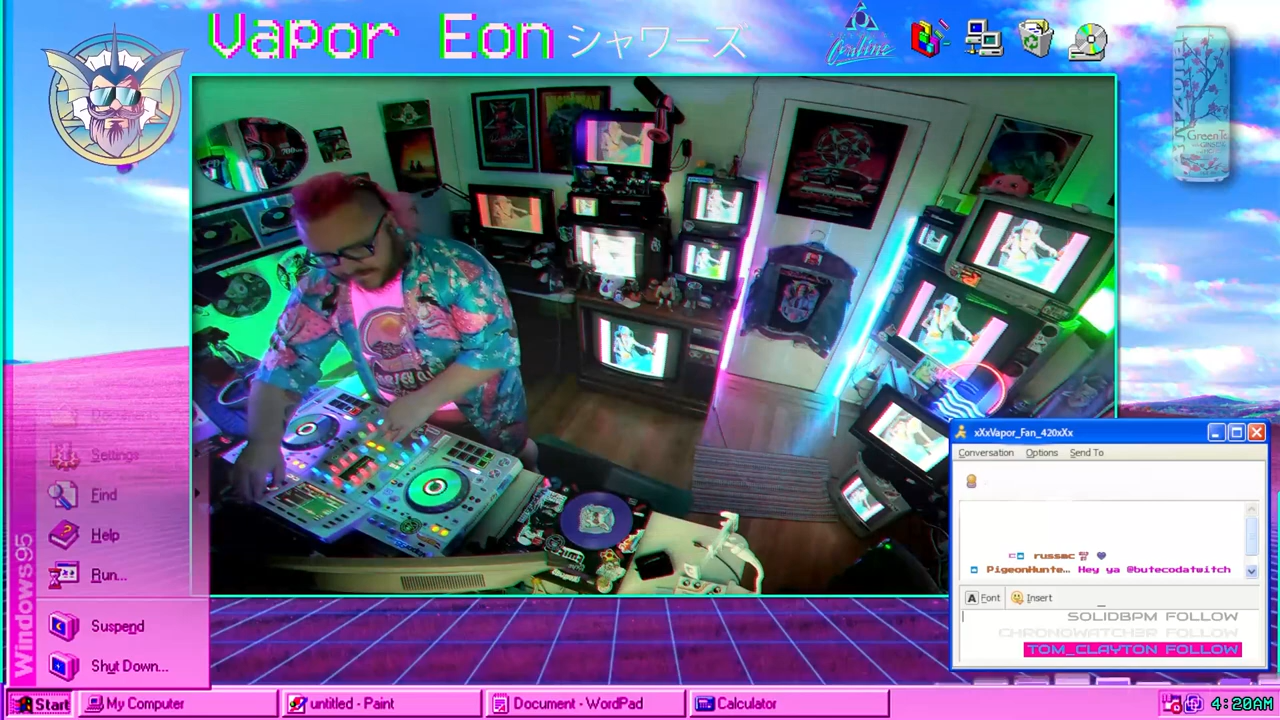 Vapor Eon シャワーズ
Online
GreenTea
xXxVapor_Fan_420xXx
Conversation Options Send To
russmc
PigeonHunte... Hey ya @butecodatwitch
Font Insert
SOLIDBPM FOLLOW
CHRONOWATCHER FOLLOW
TOM_CLAYTON FOLLOW
Settings
Find
Help
Run...
Suspend
Shut Down...
Windows95
Start My Computer untitled - Paint Document - WordPad Calculator 4:20AM